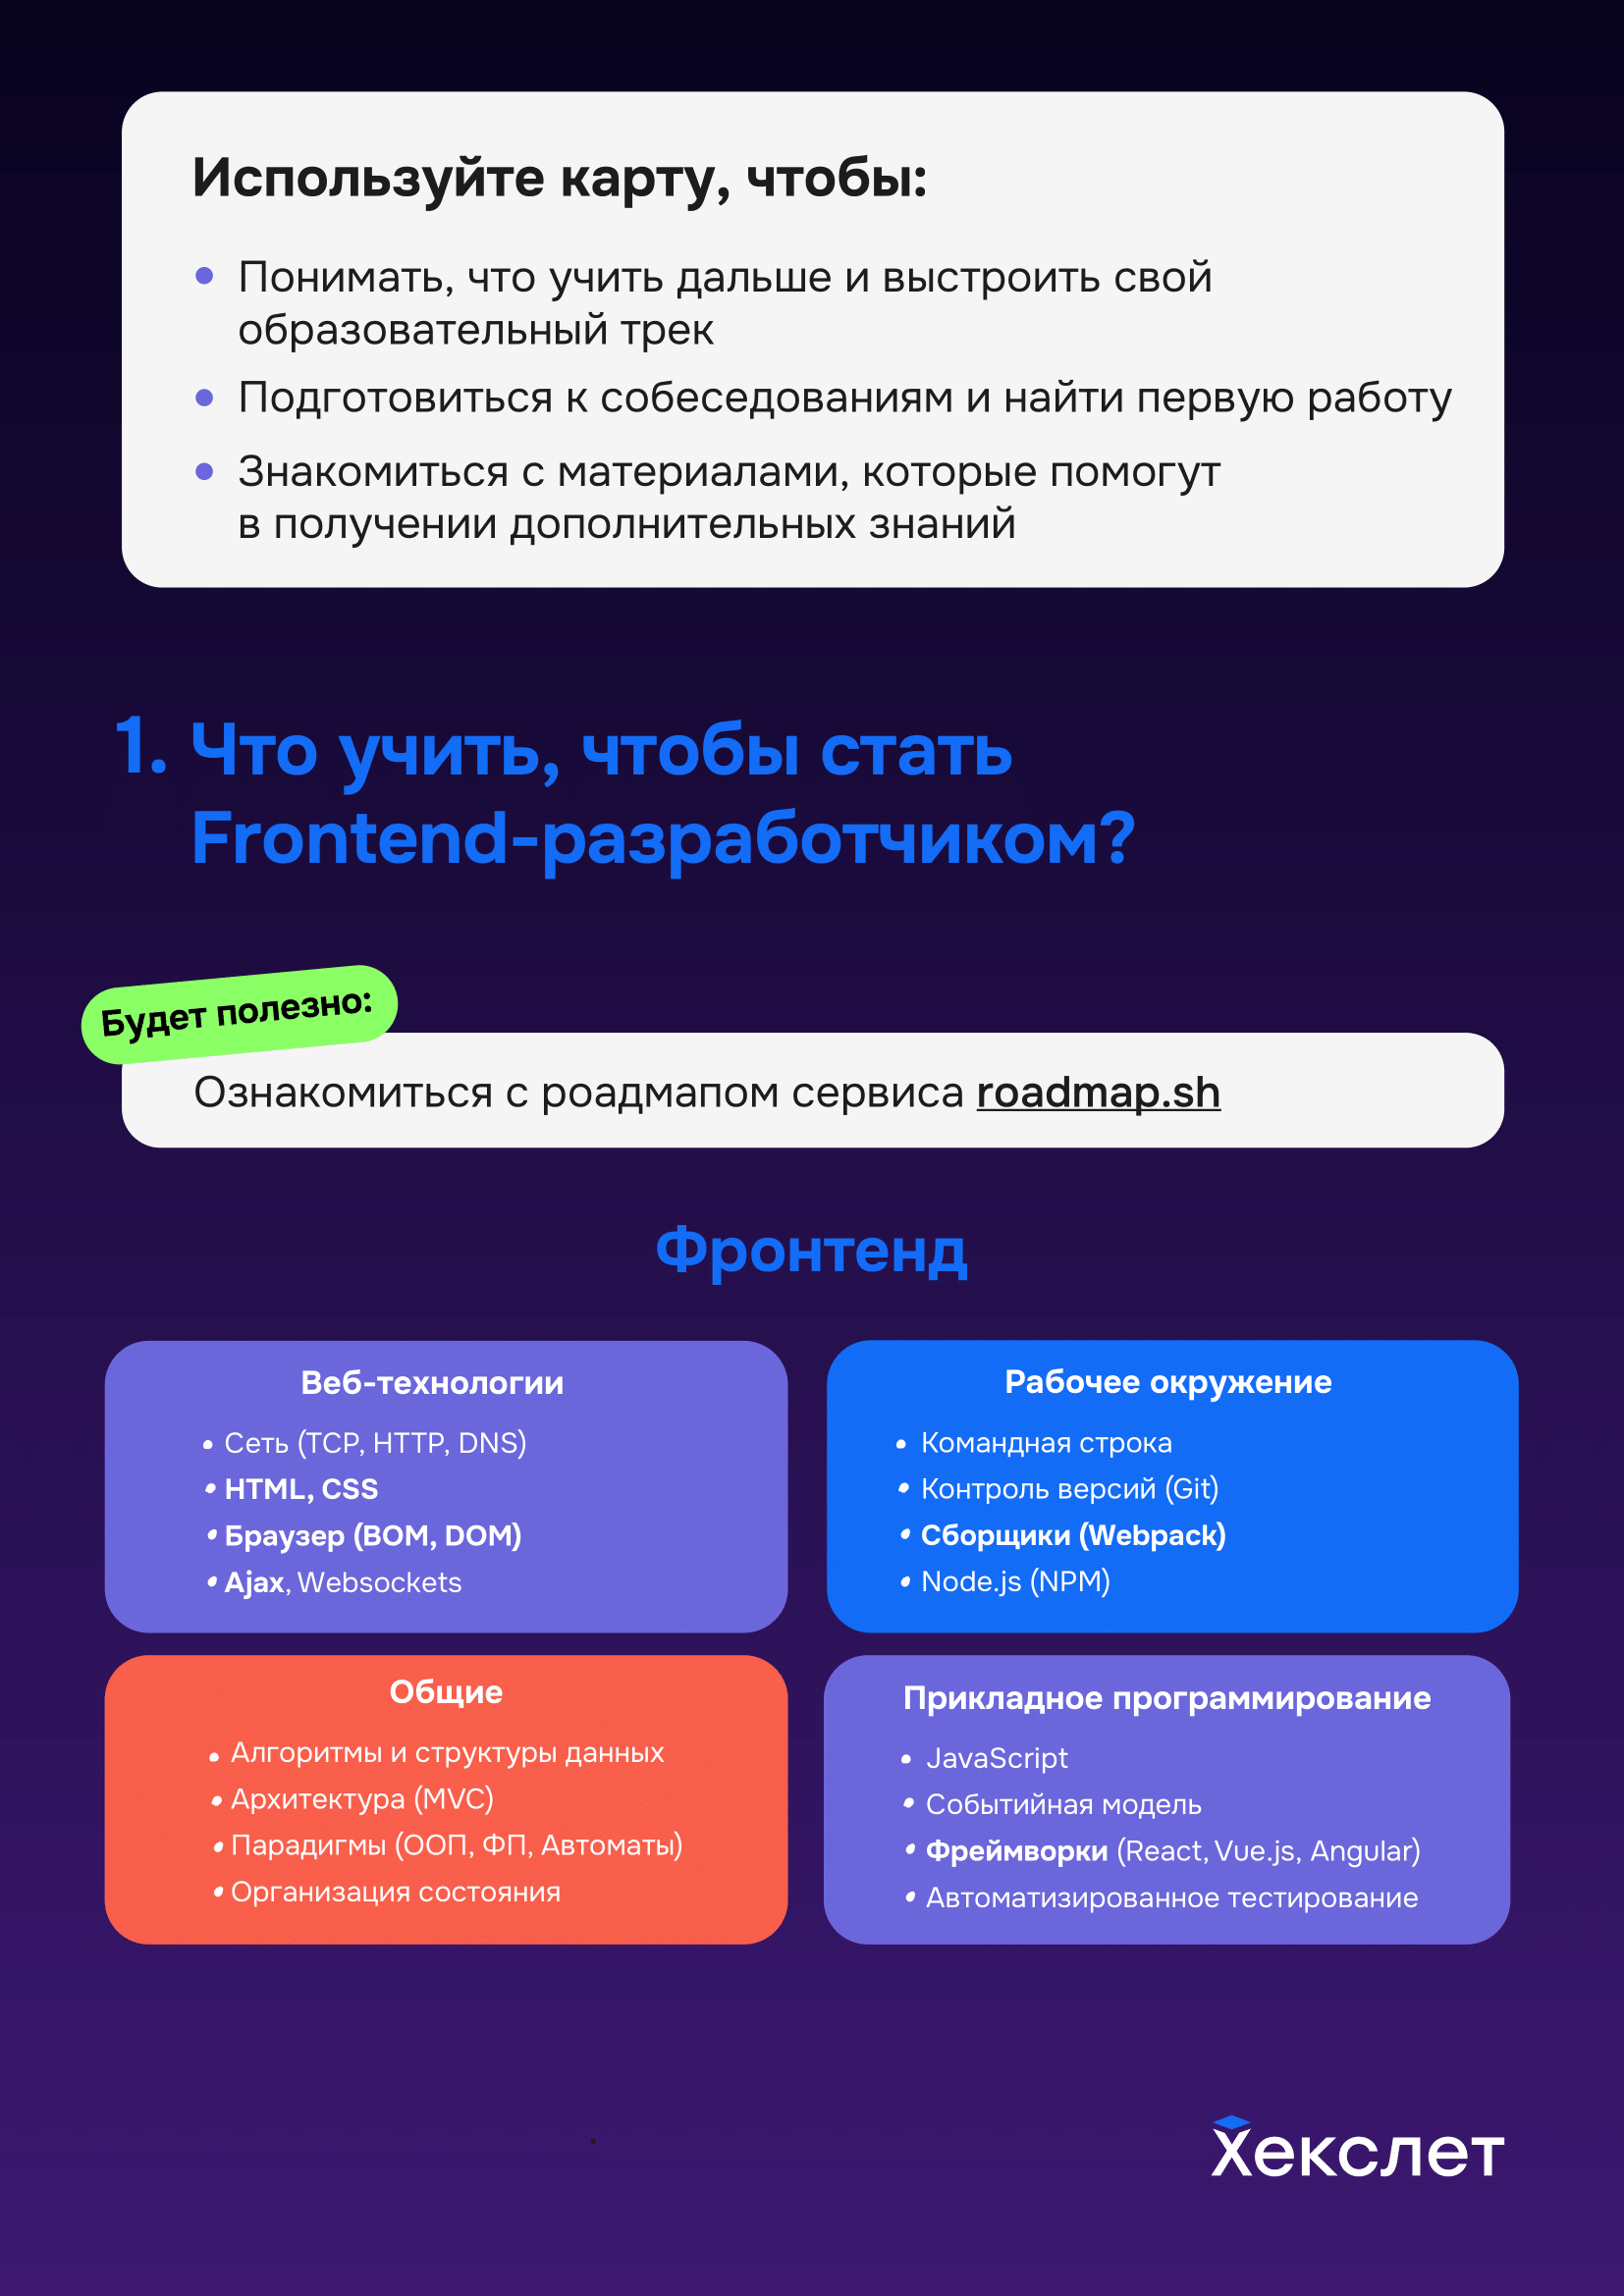 Используйте карту, чтобы:
• Понимать, что учить дальше и выстроить свой
образовательный трек
• Подготовиться к собеседованиям и найти первую работу
• Знакомиться с материалами, которые помогут
в получении дополнительных знаний
1. Что учить, чтобы стать
Frontend-разработчиком?
Будет полезно:
Ознакомиться с роадмапом сервиса roadmap.sh
Фронтенд
Веб-технологии
• Сеть (TCP, HTTP, DNS)
• HTML, CSS
• Браузер (BOM, DOM)
• Ajax, Websockets
Рабочее окружение
• Командная строка
• Контроль версий (Git)
• Сборщики (Webpack)
• Node.js (NPM)
Общие
• Алгоритмы и структуры данных
• Архитектура (MVC)
• Парадигмы (ООП, ФП, Автоматы)
• Организация состояния
Прикладное программирование
• JavaScript
• Событийная модель
• Фреймворки (React, Vue.js, Angular)
• Автоматизированное тестирование
Хекслет